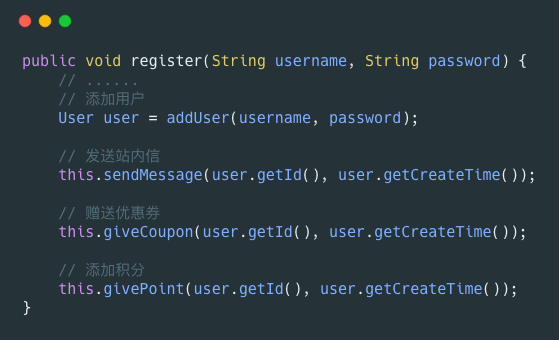 public void register(String username, String password) {
    // ......
    // 添加用户
    User user = addUser(username, password);

    // 发送站内信
    this.sendMessage(user.getId(), user.getCreateTime());

    // 赠送优惠券
    this.giveCoupon(user.getId(), user.getCreateTime());

    // 添加积分
    this.givePoint(user.getId(), user.getCreateTime());
}